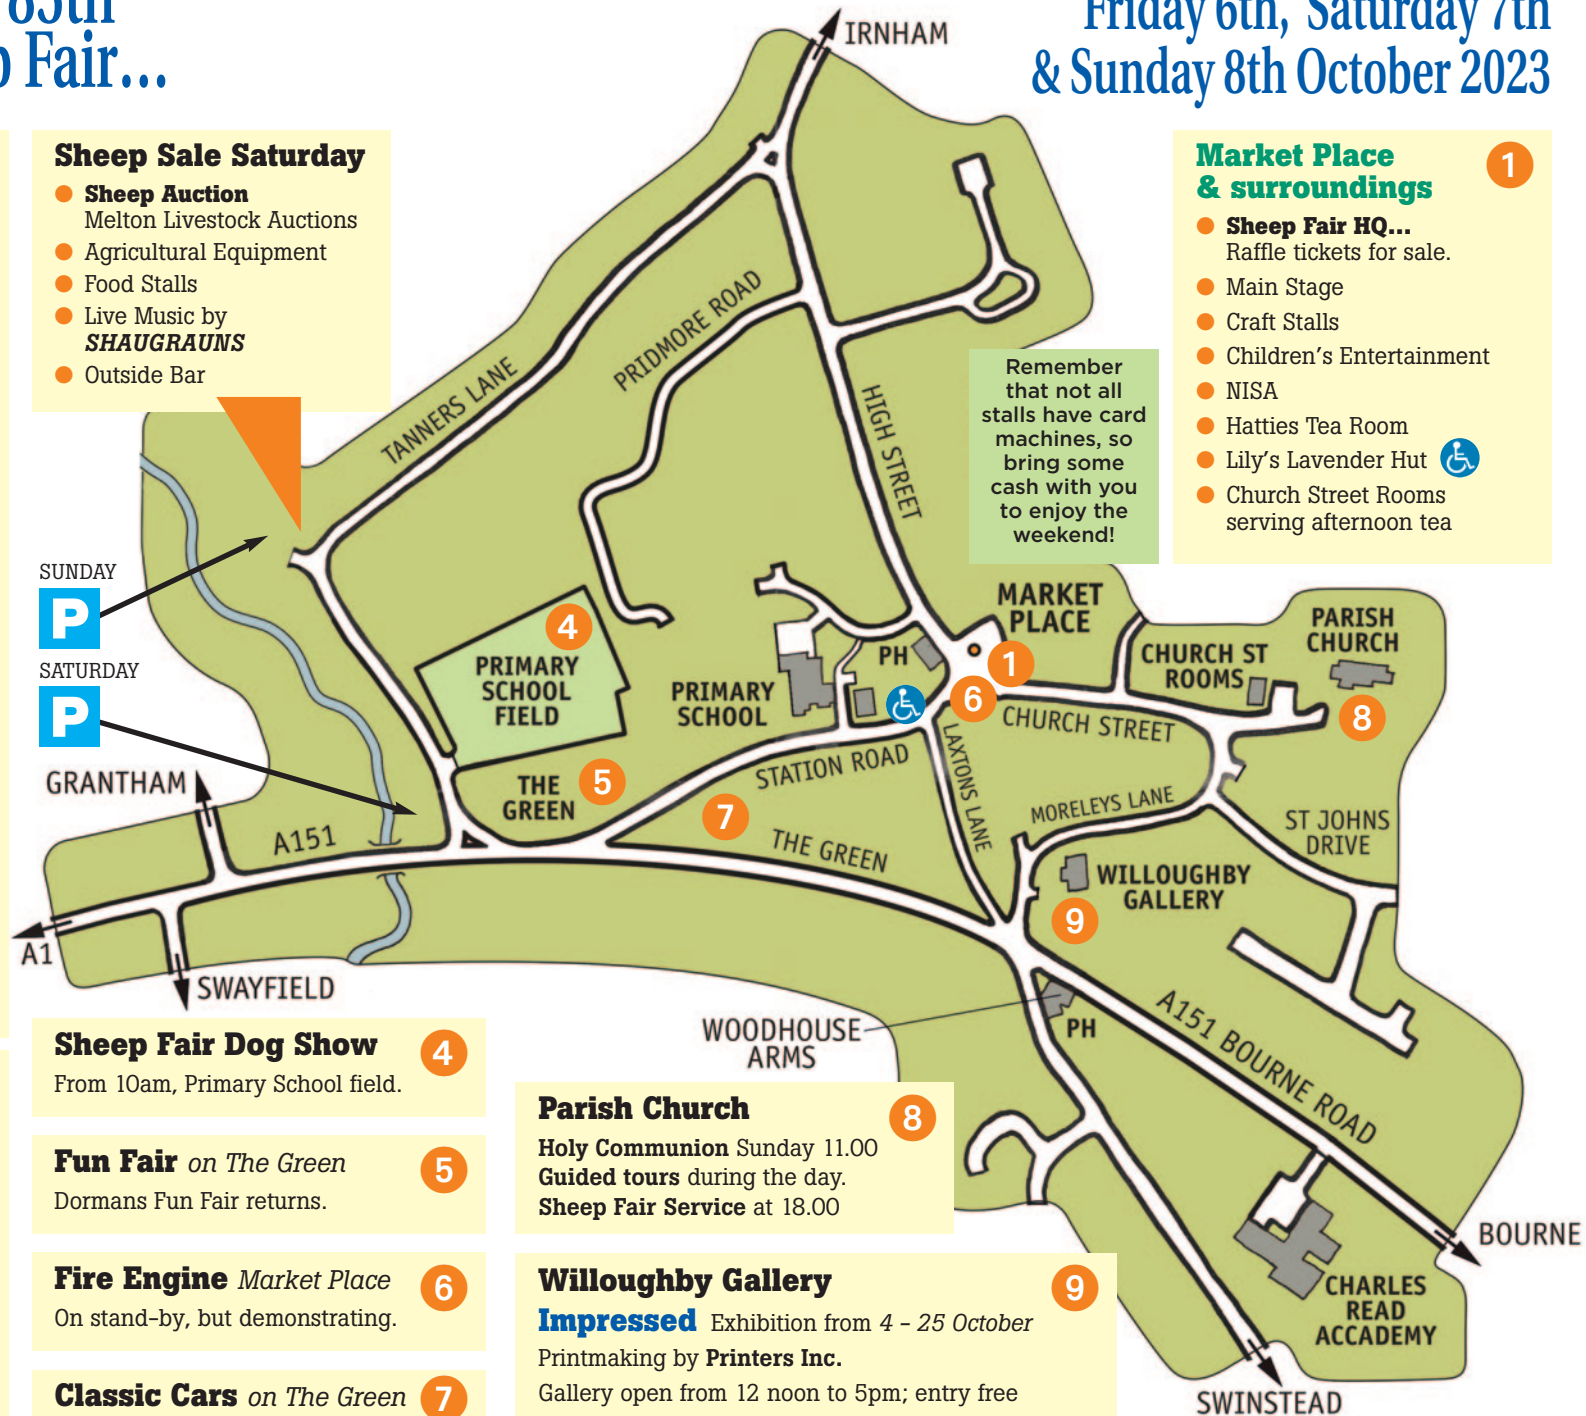 Fair...
Friday 6th, Saturday 7th
& Sunday 8th October 2023
Sheep Sale Saturday
Sheep Auction
Melton Livestock Auctions
Agricultural Equipment
Food Stalls
Live Music by
SHAUGRAUNS
Outside Bar
Market Place
& surroundings
1
Sheep Fair HQ...
Raffle tickets for sale.
Main Stage
Craft Stalls
Children's Entertainment
NISA
Hatties Tea Room
Lily's Lavender Hut
Church Street Rooms
serving afternoon tea
Remember
that not all
stalls have card
machines, so
bring some
cash with you
to enjoy the
weekend!
IRNHAM
TANNERS LANE
PRIDMORE ROAD
HIGH STREET
SUNDAY
P
SATURDAY
P
GRANTHAM
A151
A1
SWAYFIELD
4
PRIMARY
SCHOOL
FIELD
PRIMARY
SCHOOL
THE
GREEN
5
PH
MARKET
PLACE
1
6
CHURCH STREET
CHURCH ST
ROOMS
PARISH
CHURCH
8
STATION ROAD
7
THE GREEN
LAXTONS LANE
MORELEYS LANE
ST JOHNS
DRIVE
WILLOUGHBY
GALLERY
9
WOODHOUSE
ARMS
PH
A151 BOURNE ROAD
BOURNE
CHARLES
READ
ACCADEMY
SWINSTEAD
Sheep Fair Dog Show
4
From 10am, Primary School field.
Fun Fair on The Green
5
Dormans Fun Fair returns.
Fire Engine Market Place
6
On stand-by, but demonstrating.
Classic Cars on The Green
7
Parish Church
8
Holy Communion Sunday 11.00
Guided tours during the day.
Sheep Fair Service at 18.00
Willoughby Gallery
9
Impressed Exhibition from 4 - 25 October
Printmaking by Printers Inc.
Gallery open from 12 noon to 5pm; entry free